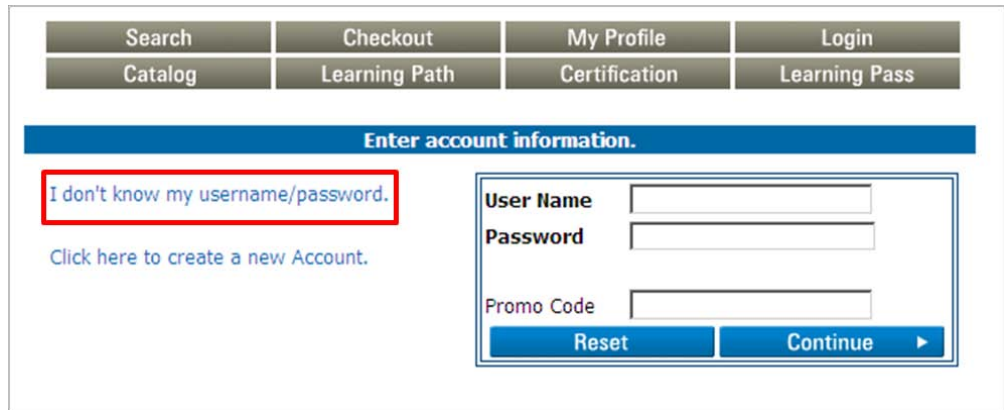 Search Checkout My Profile Login
Catalog Learning Path Certification Learning Pass
Enter account information.
I don't know my username/password.
Click here to create a new Account.
User Name
Password
Promo Code
Reset Continue